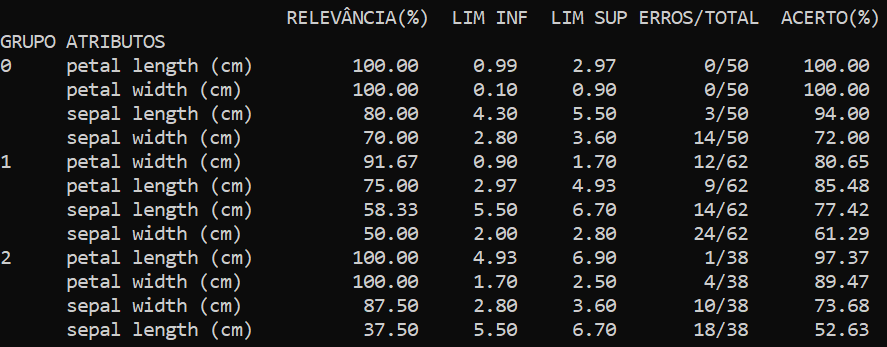 RELEVÂNCIA(%) LIM INF LIM SUP ERROS/TOTAL ACERTO(%)
GRUPO ATRIBUTOS
0 petal length (cm) 100.00 0.99 2.97 0/50 100.00
petal width (cm) 100.00 0.10 0.90 0/50 100.00
sepal length (cm) 80.00 4.30 5.50 3/50 94.00
sepal width (cm) 70.00 2.80 3.60 14/50 72.00
1 petal width (cm) 91.67 0.90 1.70 12/62 80.65
petal length (cm) 75.00 2.97 4.93 9/62 85.48
sepal length (cm) 58.33 5.50 6.70 14/62 77.42
sepal width (cm) 50.00 2.00 2.80 24/62 61.29
2 petal length (cm) 100.00 4.93 6.90 1/38 97.37
petal width (cm) 100.00 1.70 2.50 4/38 89.47
sepal width (cm) 87.50 2.80 3.60 10/38 73.68
sepal length (cm) 37.50 5.50 6.70 18/38 52.63